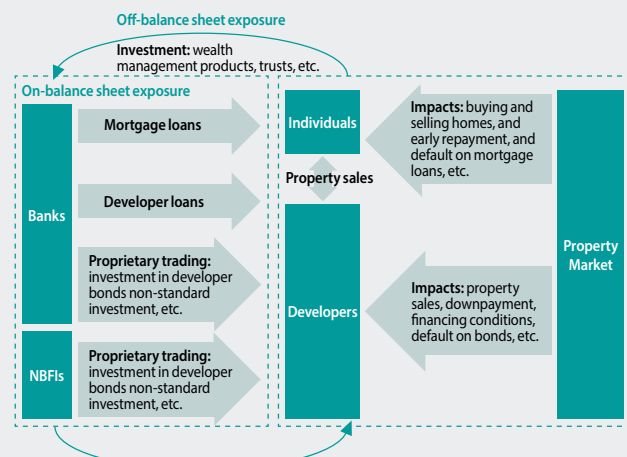 Off-balance sheet exposure
Investment: wealth
management products, trusts, etc.
On-balance sheet exposure
Banks
Mortgage loans
Developer loans
Proprietary trading:
investment in developer
bonds non-standard
investment, etc.
NBFIs
Proprietary trading:
investment in developer
bonds non-standard
investment, etc.
Individuals
Property sales
Developers
Impacts: buying and
selling homes, and
early repayment, and
default on mortgage
loans, etc.
Impacts: property
sales, downpayment,
financing conditions,
default on bonds, etc.
Property
Market